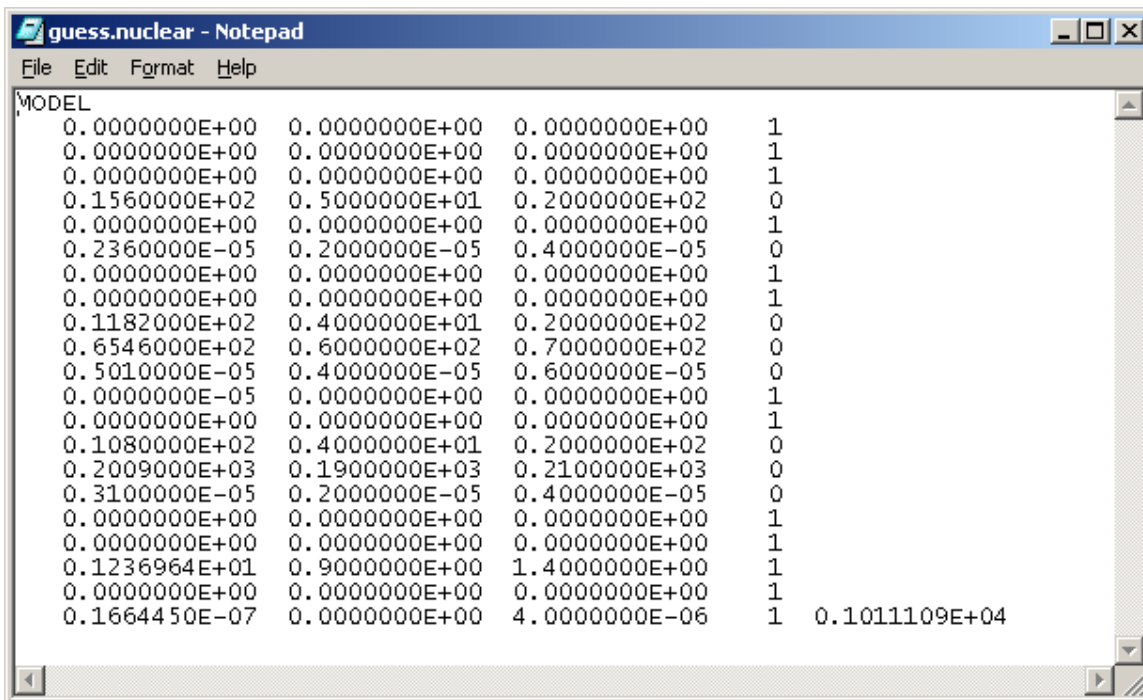 guess.nuclear - Notepad
File Edit Format Help
MODEL
0.0000000E+00 0.0000000E+00 0.0000000E+00 1
0.0000000E+00 0.0000000E+00 0.0000000E+00 1
0.0000000E+00 0.0000000E+00 0.0000000E+00 1
0.1560000E+02 0.5000000E+01 0.2000000E+02 0
0.0000000E+00 0.0000000E+00 0.0000000E+00 1
0.2360000E-05 0.2000000E-05 0.4000000E-05 0
0.0000000E+00 0.0000000E+00 0.0000000E+00 1
0.0000000E+00 0.0000000E+00 0.0000000E+00 1
0.1182000E+02 0.4000000E+01 0.2000000E+02 0
0.6546000E+02 0.6000000E+02 0.7000000E+02 0
0.5010000E-05 0.4000000E-05 0.6000000E-05 0
0.0000000E-05 0.0000000E+00 0.0000000E+00 1
0.0000000E+00 0.0000000E+00 0.0000000E+00 1
0.1080000E+02 0.4000000E+01 0.2000000E+02 0
0.2009000E+03 0.1900000E+03 0.2100000E+03 0
0.3100000E-05 0.2000000E-05 0.4000000E-05 0
0.0000000E+00 0.0000000E+00 0.0000000E+00 1
0.0000000E+00 0.0000000E+00 0.0000000E+00 1
0.1236964E+01 0.9000000E+00 1.4000000E+00 1
0.0000000E+00 0.0000000E+00 0.0000000E+00 1
0.1664450E-07 0.0000000E+00 4.0000000E-06 1 0.1011109E+04